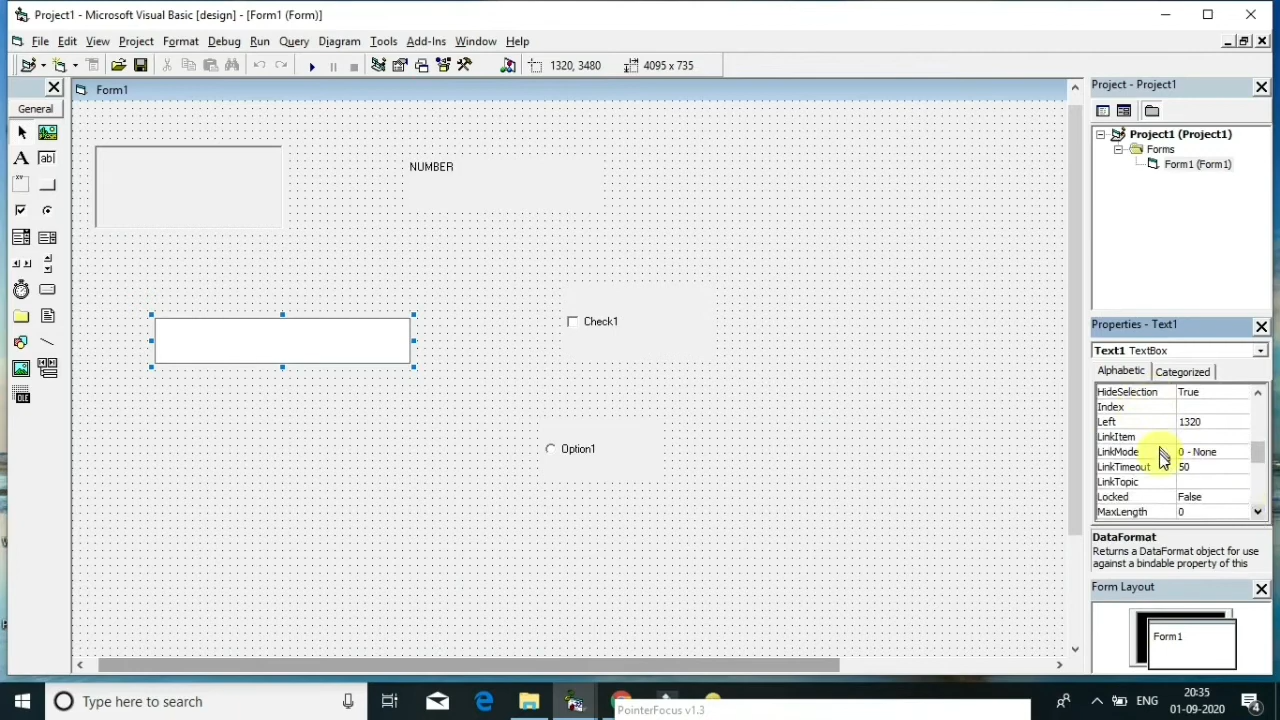 Project1 - Microsoft Visual Basic [design] - [Form1 (Form)]
File Edit View Project Format Debug Run Query Diagram Tools Add-Ins Window Help
1320, 3480 4095 x 735
General
Form1
NUMBER
Check1
Option1
Project - Project1
Project1 (Project1)
Forms
Form1 (Form1)
Properties - Text1
Text1 TextBox
Alphabetic Categorized
HideSelection True
Index
Left 1320
LinkItem
LinkMode 0 - None
LinkTimeout 50
LinkTopic
Locked False
MaxLength 0
DataFormat
Returns a DataFormat object for use
against a bindable property of this
Form Layout
Form1
Type here to search
PointerFocus v1.3
ENG
20:35
01-09-2020
4